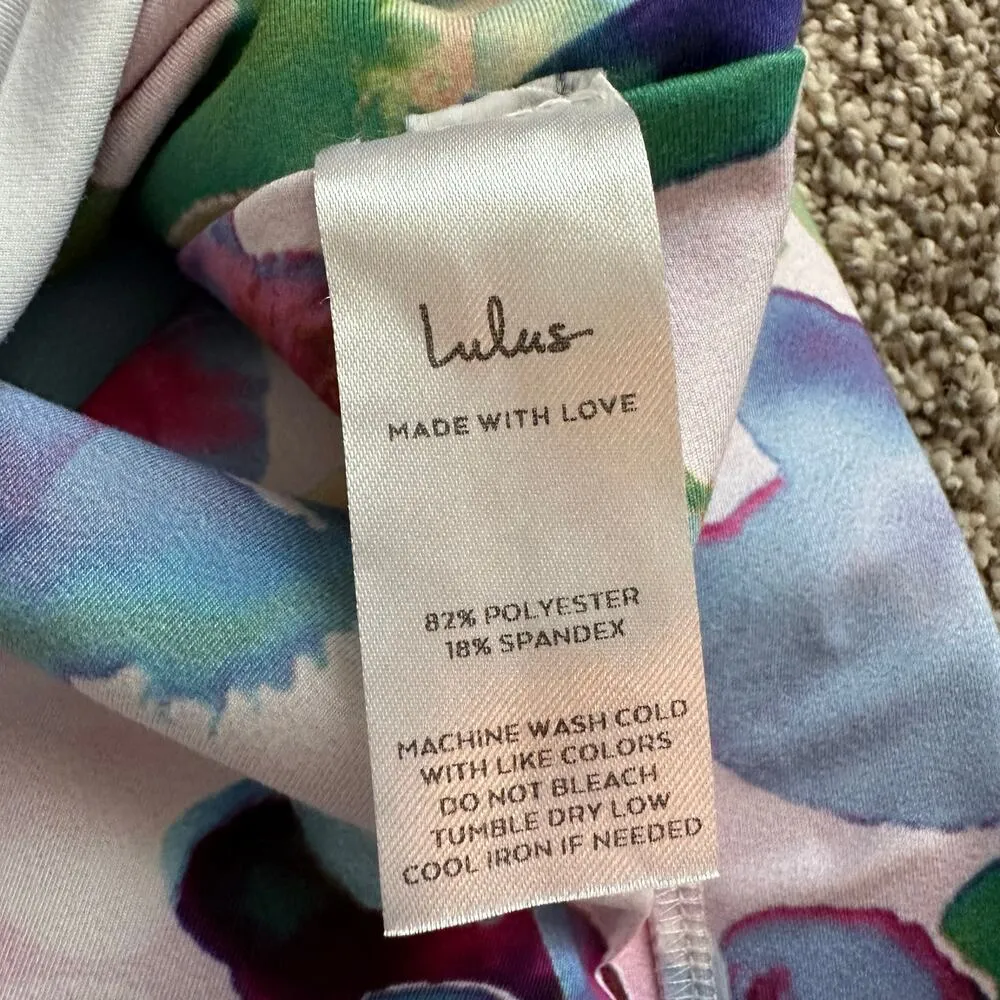 Lulus
MADE WITH LOVE
82% POLYESTER
18% SPANDEX
MACHINE WASH COLD
WITH LIKE COLORS
DO NOT BLEACH
TUMBLE DRY LOW
COOL IRON IF NEEDED